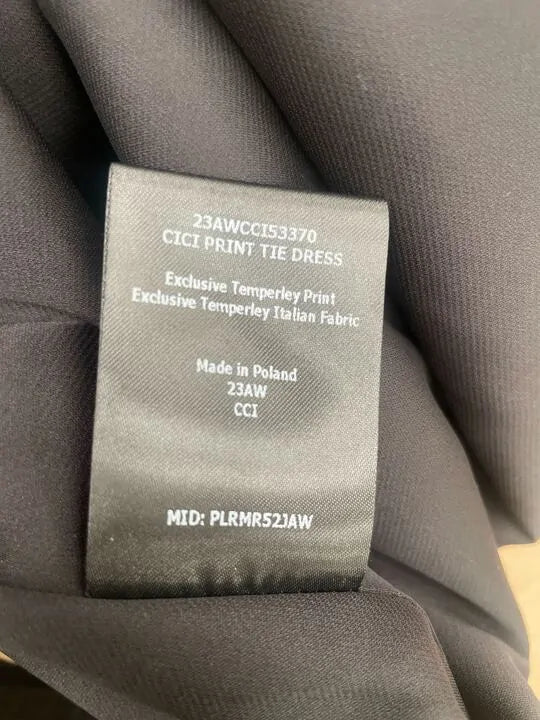 23AWCCI53370
CICI PRINT TIE DRESS
Exclusive Temperley Print
Exclusive Temperley Italian Fabric
Made in Poland
23AW
CCI
MID: PLRMR52JAW